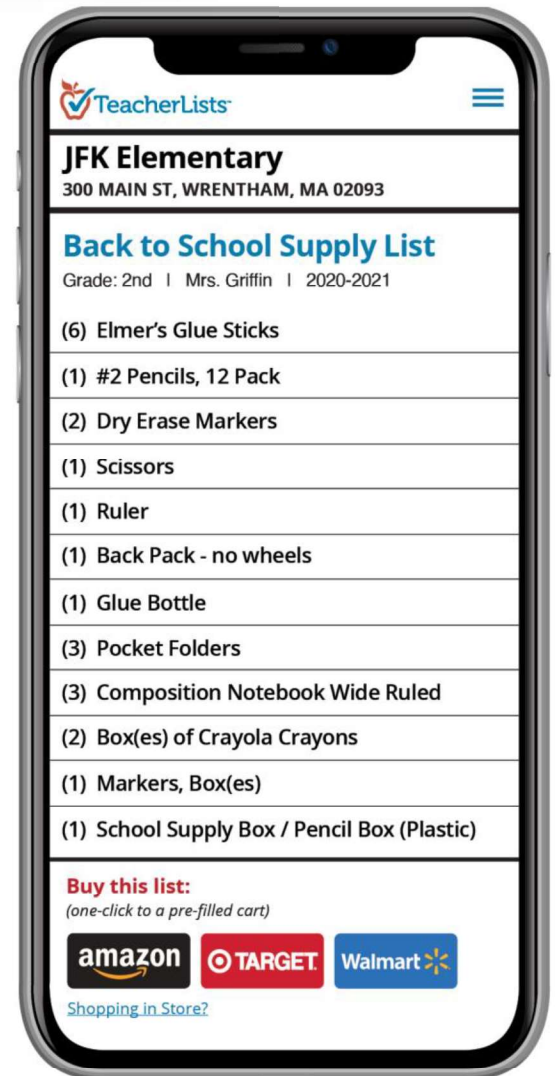 TeacherLists
JFK Elementary
300 MAIN ST, WRENTHAM, MA 02093
Back to School Supply List
Grade: 2nd | Mrs. Griffin | 2020-2021
(6) Elmer's Glue Sticks
(1) #2 Pencils, 12 Pack
(2) Dry Erase Markers
(1) Scissors
(1) Ruler
(1) Back Pack - no wheels
(1) Glue Bottle
(3) Pocket Folders
(3) Composition Notebook Wide Ruled
(2) Box(es) of Crayola Crayons
(1) Markers, Box(es)
(1) School Supply Box / Pencil Box (Plastic)
Buy this list:
(one-click to a pre-filled cart)
amazon TARGET Walmart
Shopping in Store?